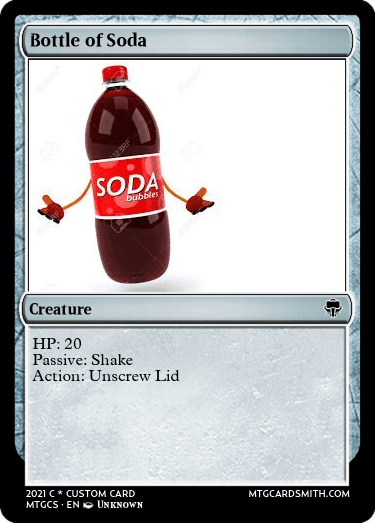 Bottle of Soda
SODA
bubbles
Creature
HP: 20
Passive: Shake
Action: Unscrew Lid
2021 C * CUSTOM CARD
MTGCS · EN Unknown
MTGCARDSMITH.COM